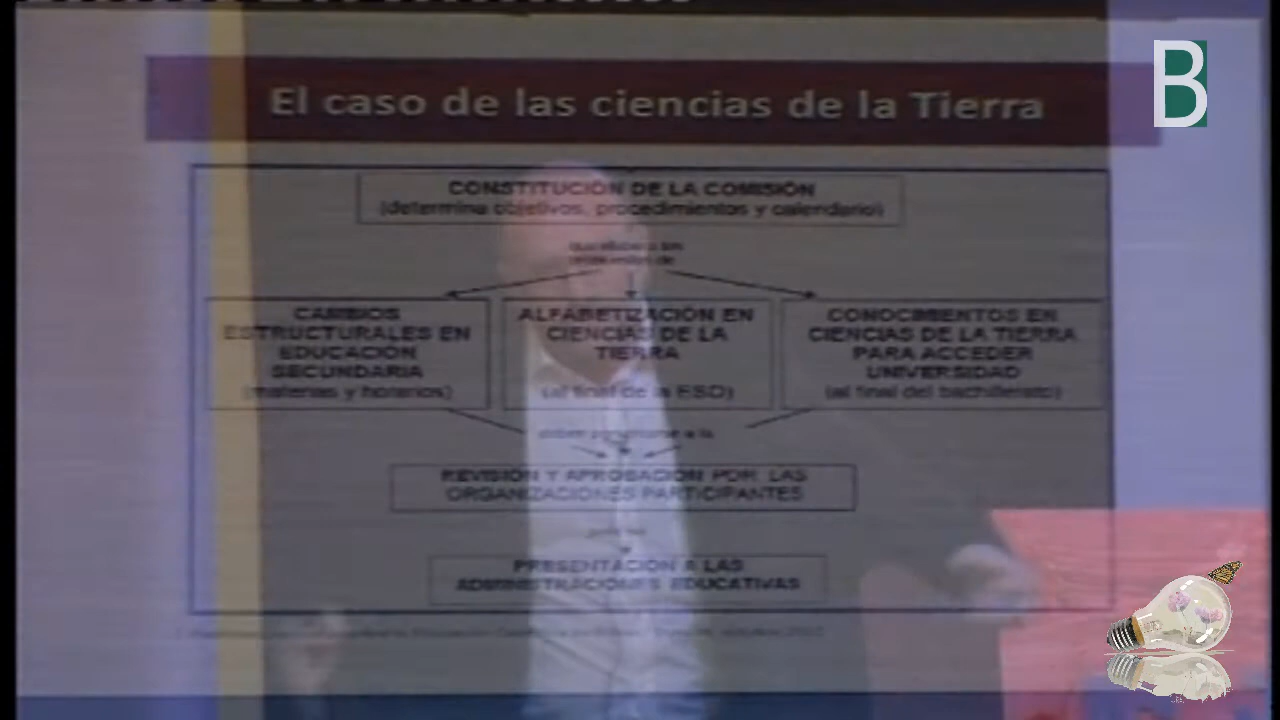 B
El caso de las ciencias de la Tierra
CONSTITUCIÓN DE LA COMISIÓN
(determina objetivos, procedimientos y calendario)
CAMBIOS
ESTRUCTURALES EN
EDUCACIÓN
SECUNDARIA
(materias y horarios)
ALFABETIZACIÓN EN
CIENCIAS DE LA
TIERRA
(al final de la ESO)
CONOCIMIENTOS EN
CIENCIAS DE LA TIERRA
PARA ACCEDER
UNIVERSIDAD
(al final del bachillerato)
REVISIÓN Y APROBACIÓN POR LAS
ORGANIZACIONES PARTICIPANTES
PRESENTACIÓN A LAS
ADMINISTRACIONES EDUCATIVAS